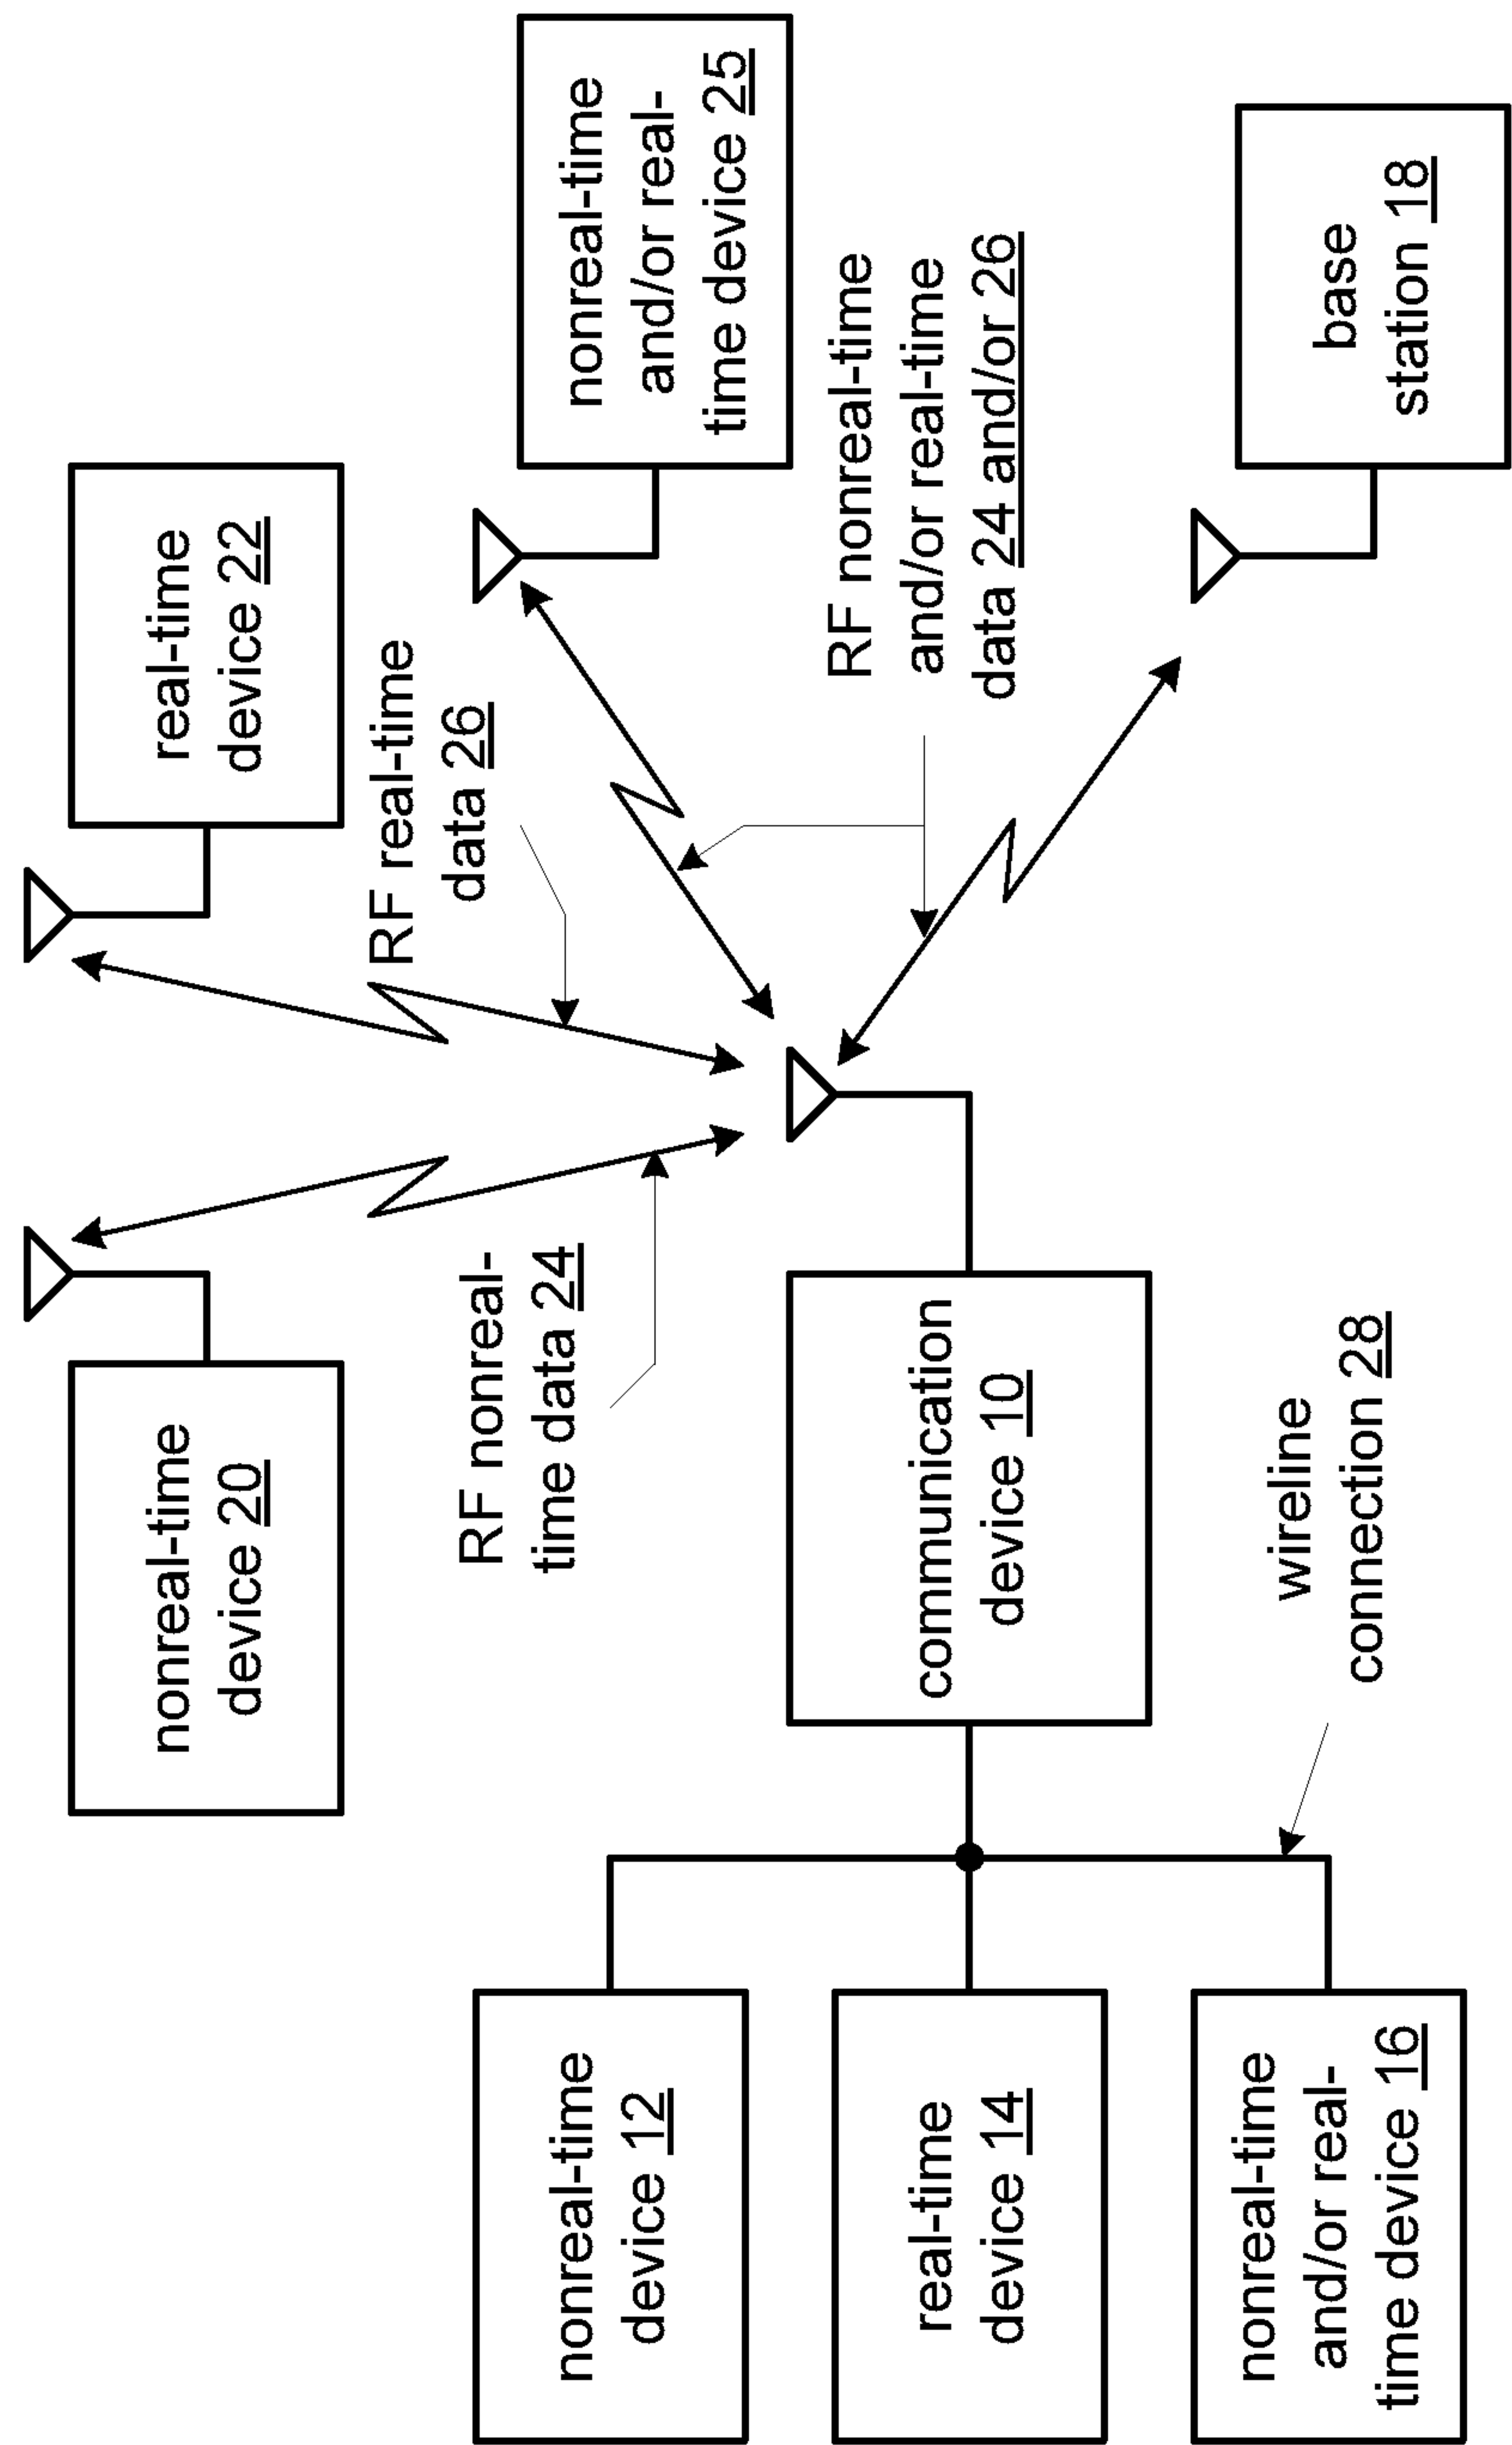 nonreal-time
device 20
real-time
device 22
RF real-time
data 26
RF nonreal-
time data 24
nonreal-time
and/or real-
time device 25
nonreal-time
device 12
RF nonreal-time
and/or real-time
data 24 and/or 26
communication
device 10
real-time
device 14
wireline
connection 28
base
station 18
nonreal-time
and/or real-
time device 16